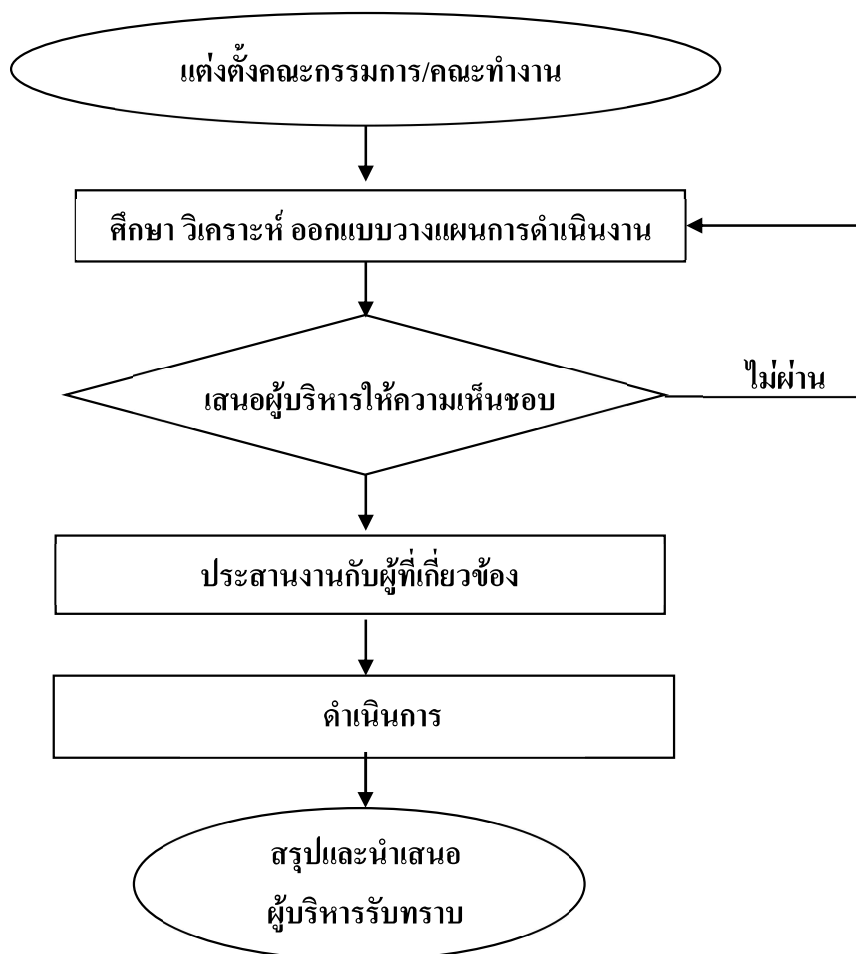 แต่งตั้งคณะกรรมการ/คณะทำงาน
ศึกษา วิเคราะห์ ออกแบบวางแผนการดำเนินงาน
เสนอผู้บริหารให้ความเห็นชอบ
ไม่ผ่าน
ประสานงานกับผู้ที่เกี่ยวข้อง
ดำเนินการ
สรุปและนำเสนอ
ผู้บริหารรับทราบ